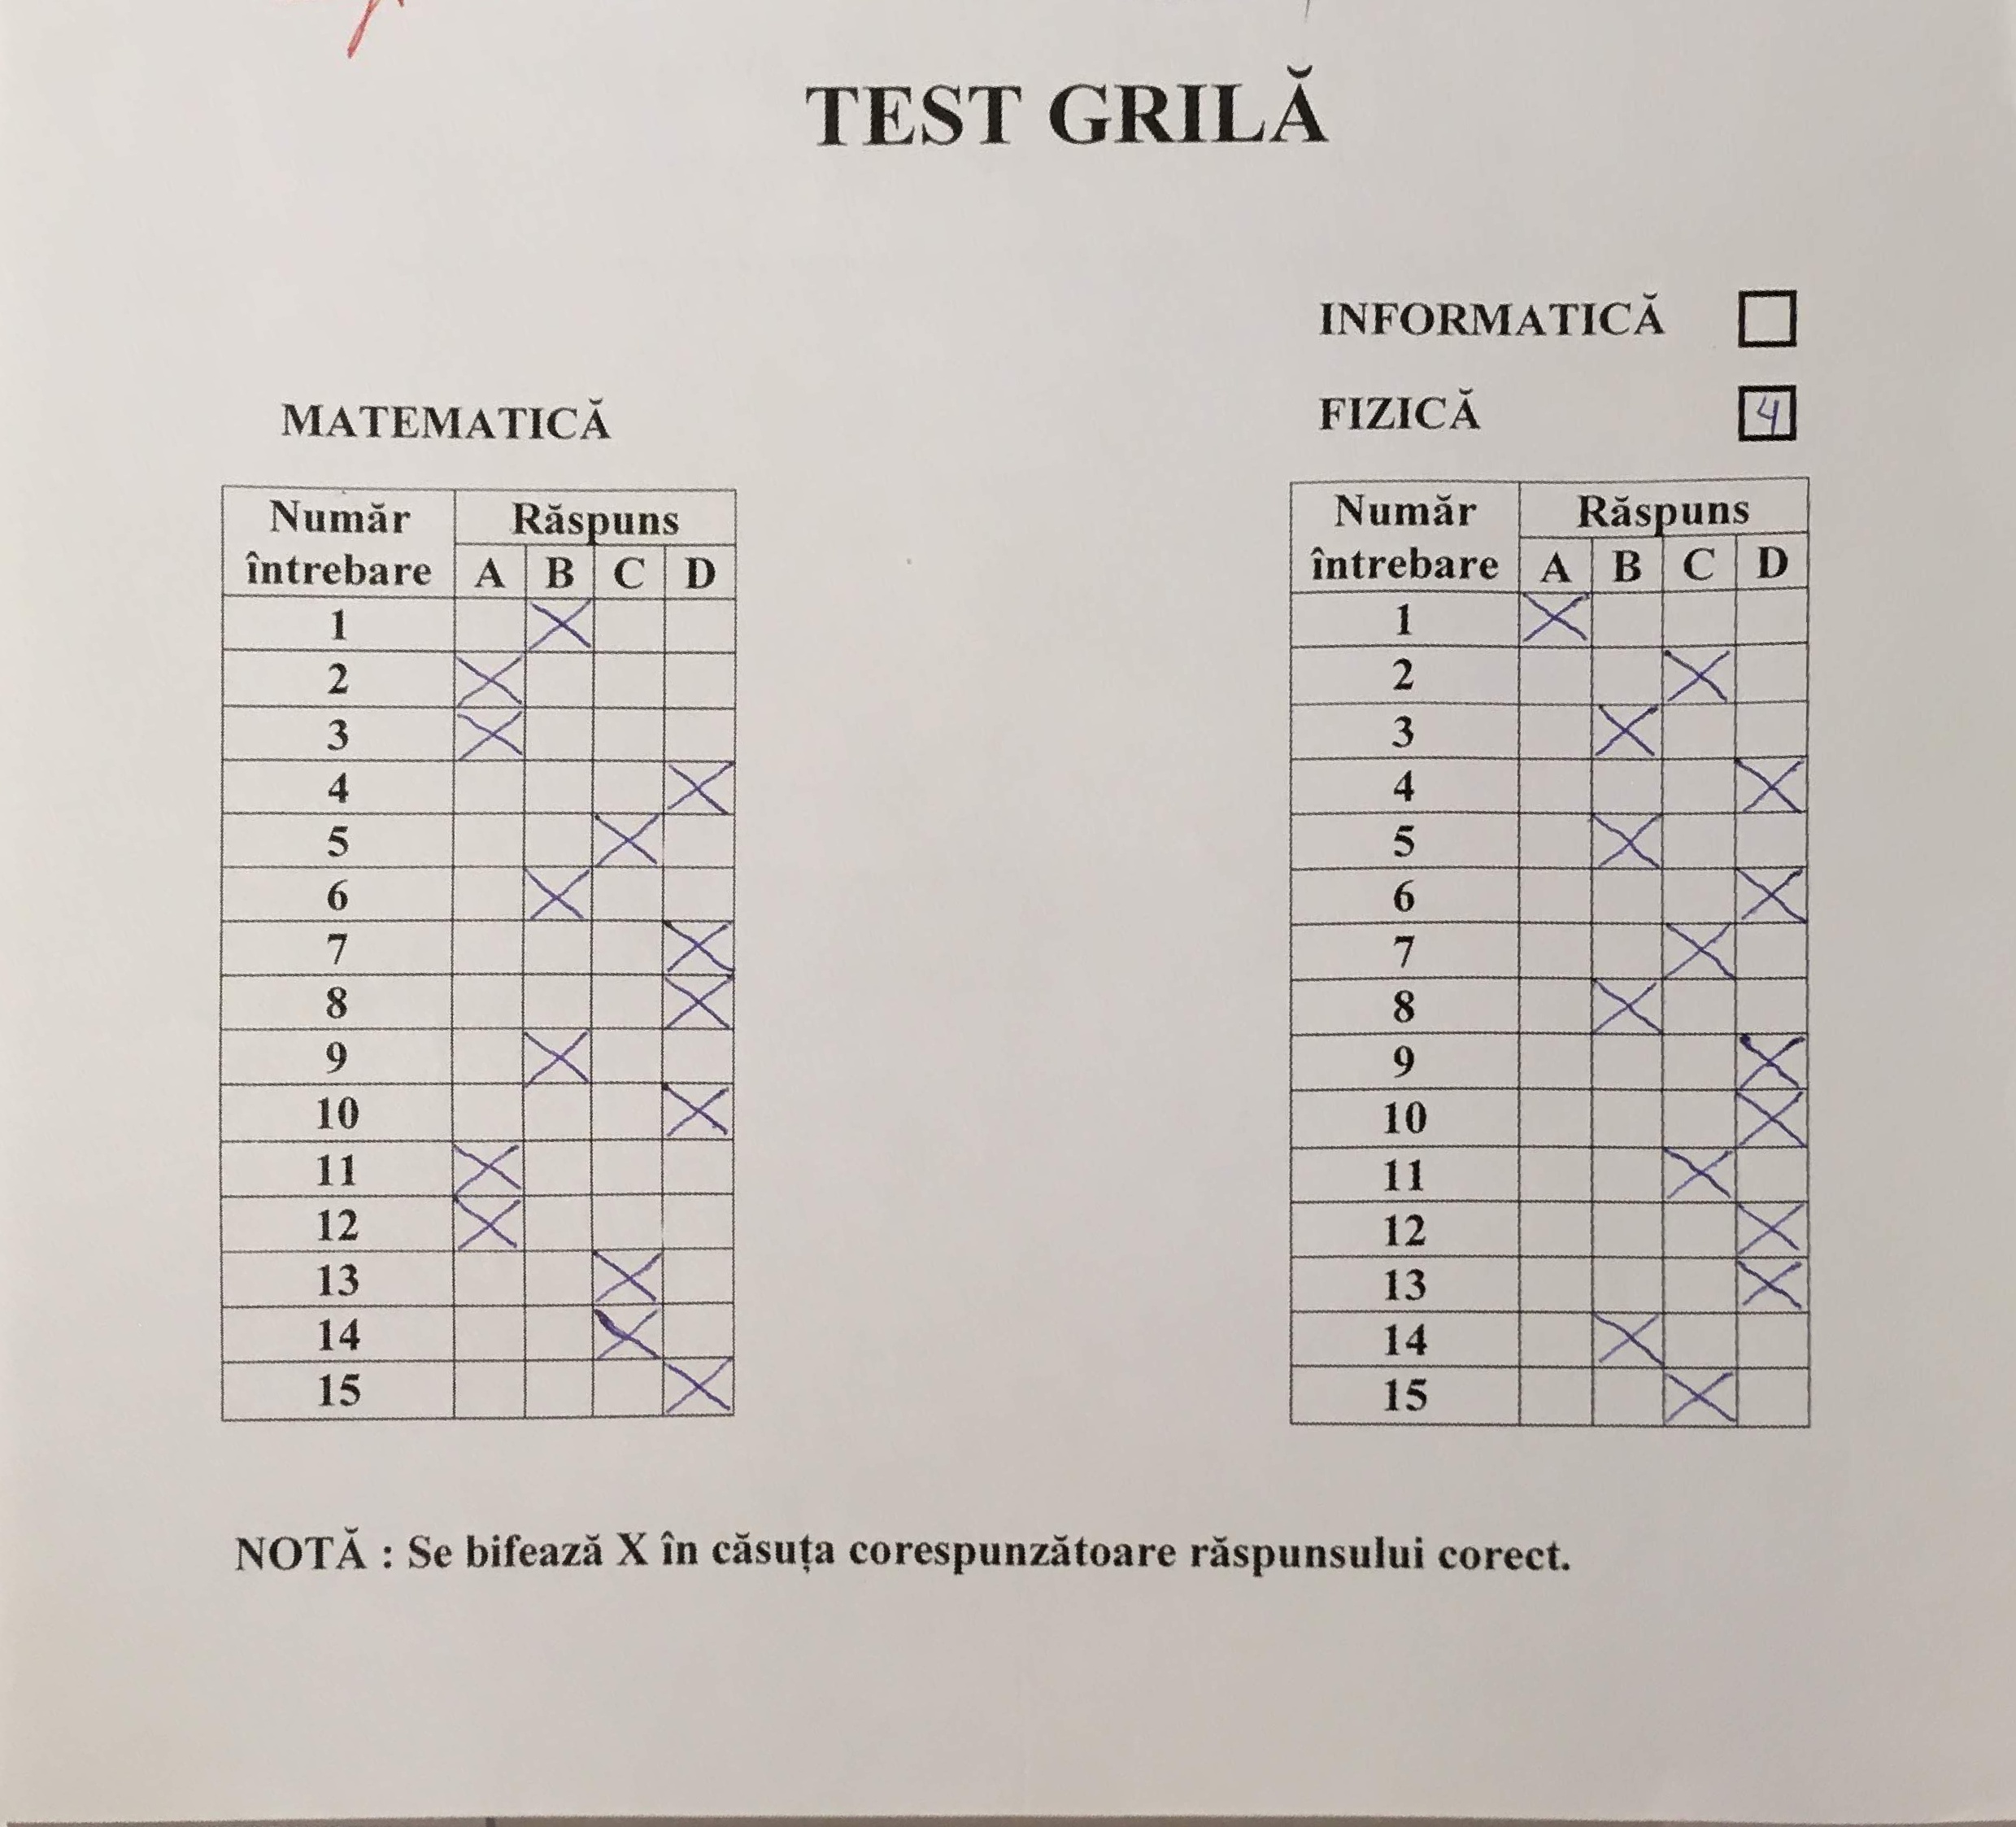 TEST GRILĂ
INFORMATICĂ
FIZICĂ 4
MATEMATICĂ
Număr întrebare Răspuns
A B C D
1 X
2 X
3 X
4 X
5 X
6 X
7 X
8 X
9 X
10 X
11 X
12 X
13 X
14 X
15 X
Număr întrebare Răspuns
A B C D
1 X
2 X
3 X
4 X
5 X
6 X
7 X
8 X
9 X
10 X
11 X
12 X
13 X
14 X
15 X
NOTĂ : Se bifează X în căsuța corespunzătoare răspunsului corect.